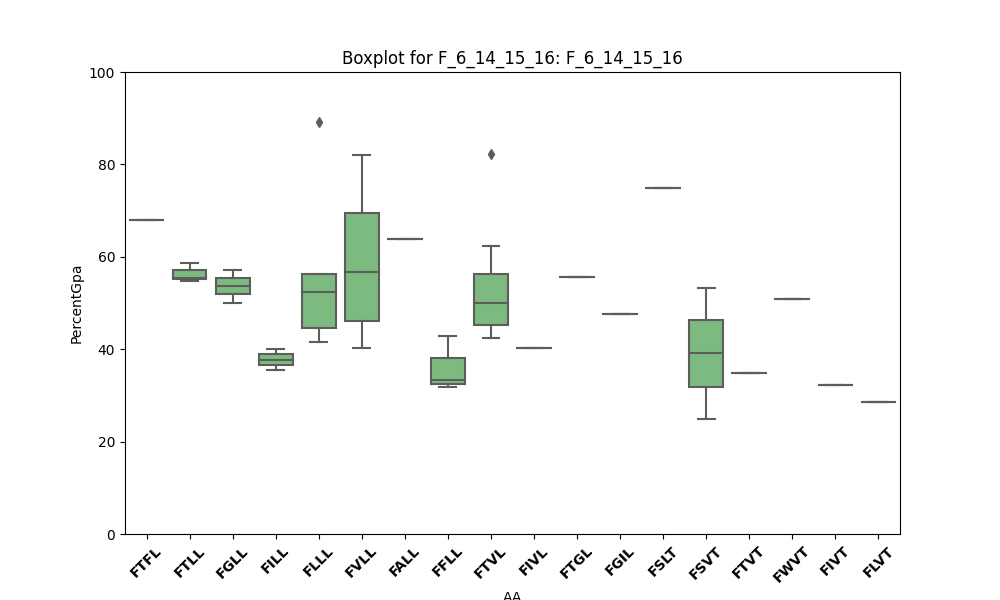 Boxplot for F_6_14_15_16: F_6_14_15_16
100
80
60
40
20
0
PercentGpa
FTFL FTLL FGLL FILL FLLL FVLL FALL FFLL FTVL FIVL FTGL FGIL FSLT FSVT FTVT FWVT FIVT FLVT
AA